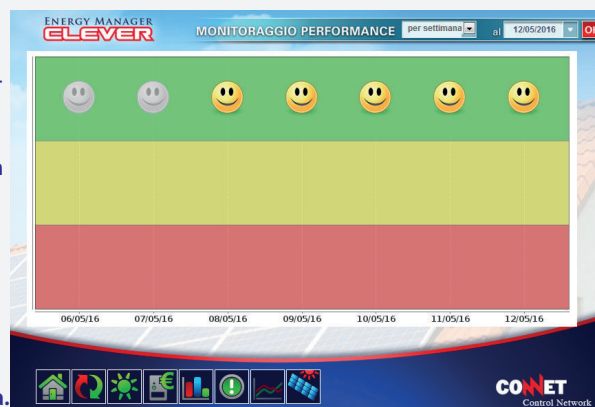 ENERGY MANAGER
CLEVER
MONITORAGGIO PERFORMANCE
per settimana
al
12/05/2016
06/05/16
07/05/16
08/05/16
09/05/16
10/05/16
11/05/16
12/05/16
CONNET
Control Network